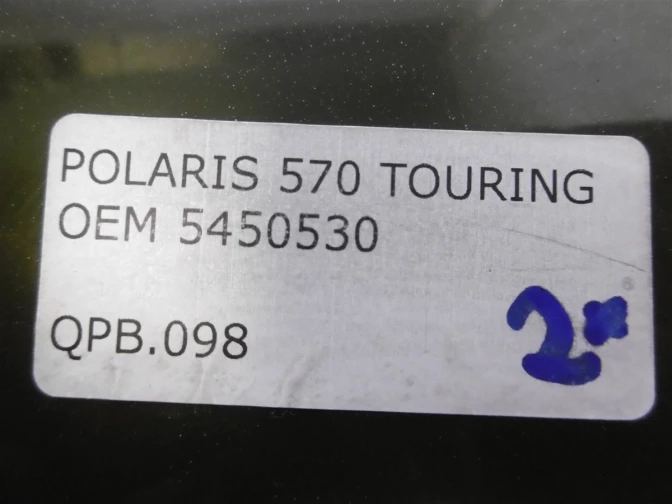 POLARIS 570 TOURING
OEM 5450530
QPB.098
2*